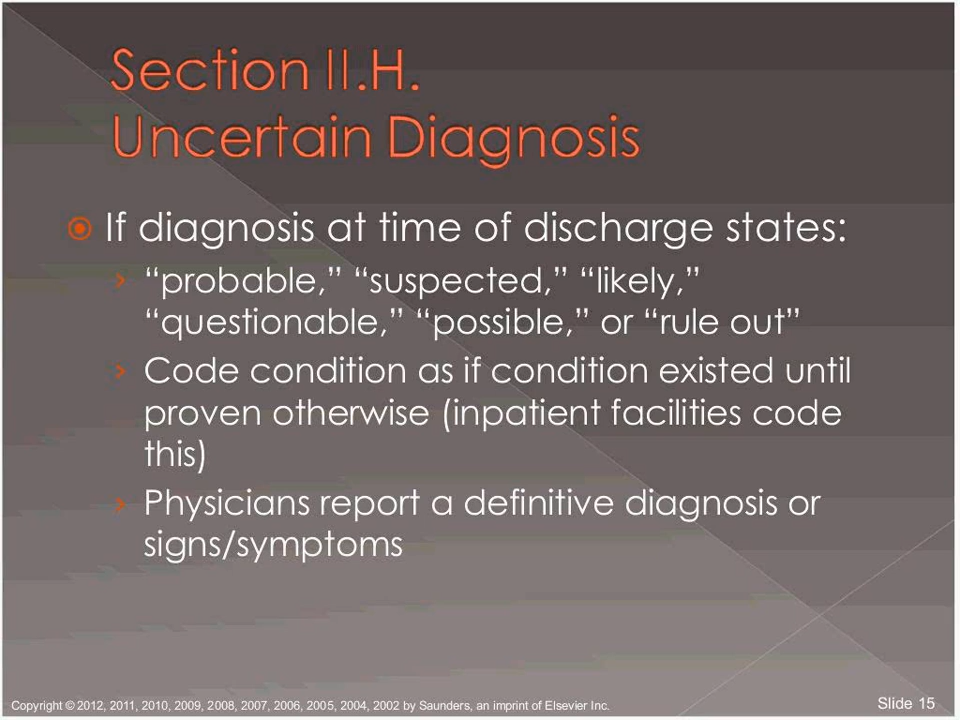 Section II.H.
Uncertain Diagnosis
If diagnosis at time of discharge states:
“probable,” “suspected,” “likely,”
“questionable,” “possible,” or “rule out”
Code condition as if condition existed until
proven otherwise (inpatient facilities code
this)
Physicians report a definitive diagnosis or
signs/symptoms
Copyright © 2012, 2011, 2010, 2009, 2008, 2007, 2006, 2005, 2004, 2002 by Saunders, an imprint of Elsevier Inc.
Slide 15